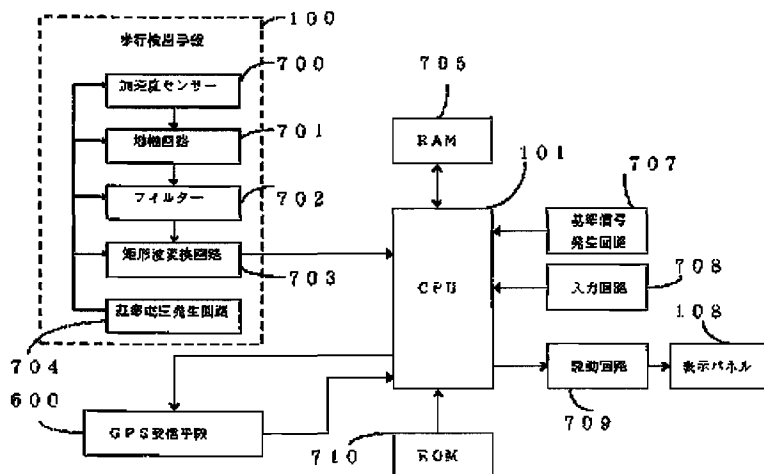 100
歩行検出手段
700
加速度センサー
701
増幅回路
702
フィルター
矩形波変換回路
703
駆動電圧発生回路
704
600
GPS受信手段
705
RAM
101
CPU
707
基準信号
発生回路
708
入力回路
108
駆動回路
表示パネル
709
710
ROM